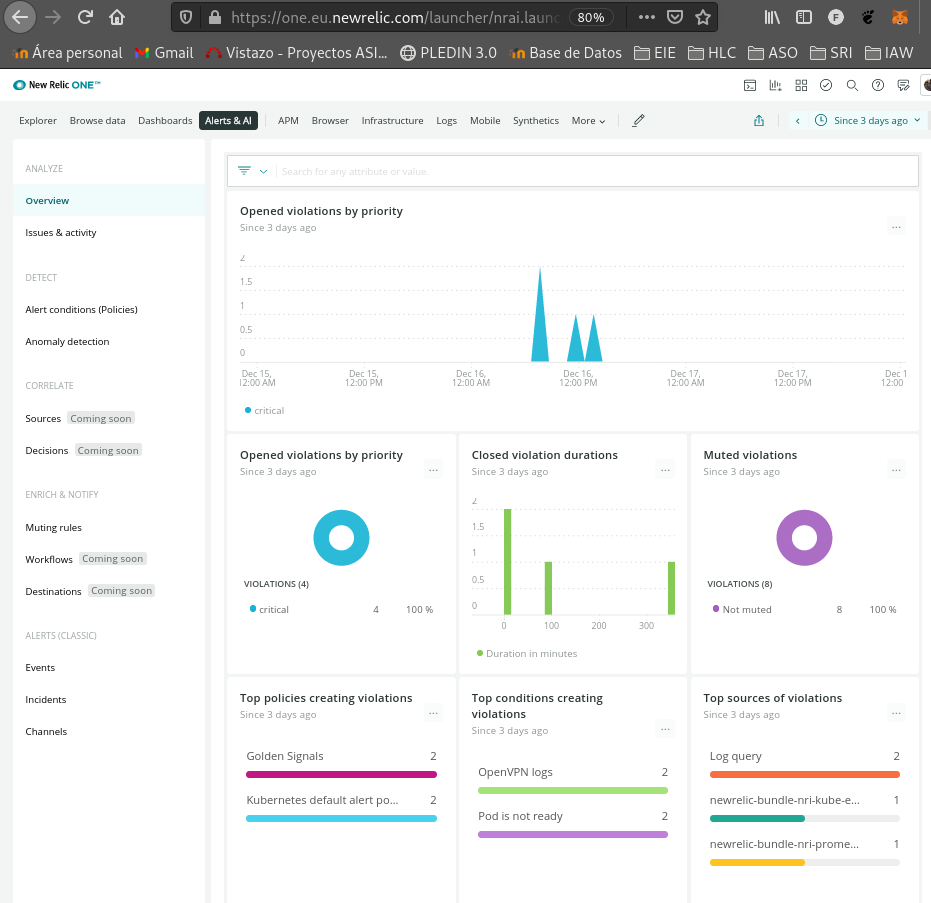 https://one.eu.newrelic.com/launcher/nrai.launc 80%
Área personal Gmail Vistazo - Proyectos ASI... PLEDIN 3.0 Base de Datos EIE HLC ASO SRI IAW
New Relic ONE™
Explorer Browse data Dashboards Alerts & AI APM Browser Infrastructure Logs Mobile Synthetics More Since 3 days ago
ANALYZE
Overview
Issues & activity
DETECT
Alert conditions (Policies)
Anomaly detection
CORRELATE
Sources Coming soon
Decisions Coming soon
ENRICH & NOTIFY
Muting rules
Workflows Coming soon
Destinations Coming soon
ALERTS (CLASSIC)
Events
Incidents
Channels
Search for any attribute or value.
Opened violations by priority
Since 3 days ago
...
2
1.5
1
0.5
0
Dec 15, Dec 15, Dec 16, Dec 16, Dec 17, Dec 17, Dec 1
12:00 AM 12:00 PM 12:00 AM 12:00 PM 12:00 AM 12:00 PM 12:00
critical
Opened violations by priority
Since 3 days ago
...
VIOLATIONS (4)
critical 4 100 %
Closed violation durations
Since 3 days ago
...
2
1.5
1
0.5
0
0 100 200 300
Duration in minutes
Muted violations
Since 3 days ago
...
VIOLATIONS (8)
Not muted 8 100 %
Top policies creating violations
Since 3 days ago
...
Golden Signals 2
Kubernetes default alert po... 2
Top conditions creating
violations
Since 3 days ago
...
OpenVPN logs 2
Pod is not ready 2
Top sources of violations
Since 3 days ago
...
Log query 2
newrelic-bundle-nri-kube-e... 1
newrelic-bundle-nri-prome... 1